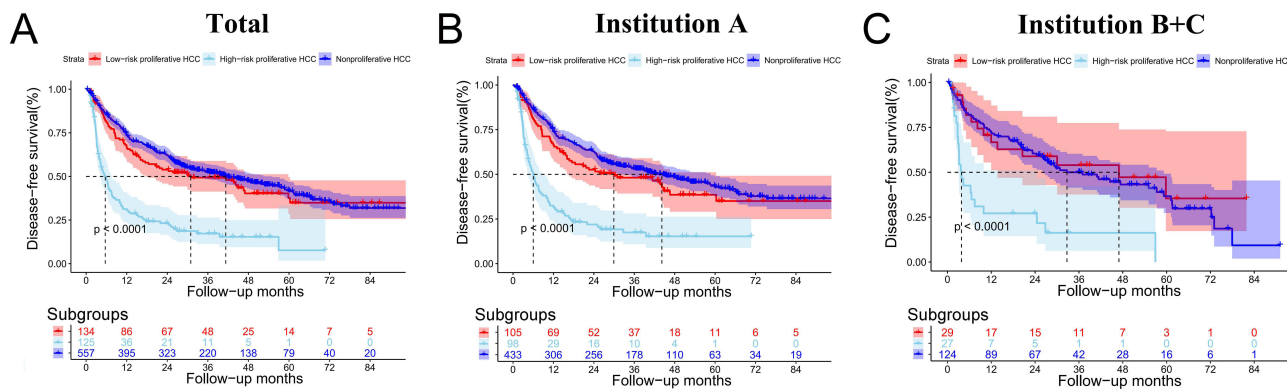 A
Total
Strata Low-risk proliferative HCC High-risk proliferative HCC Nonproliferative HCC
Disease-free survival(%)
1.00
0.75
0.50
0.25
0.00
p < 0.0001
0 12 24 36 48 60 72 84
Follow-up months
Subgroups
134 86 67 48 25 14 7 5
125 36 21 11 5 1 0 0
557 395 323 220 138 79 40 20
0 12 24 36 48 60 72 84
B
Institution A
Strata Low-risk proliferative HCC High-risk proliferative HCC Nonproliferative HCC
Disease-free survival(%)
1.00
0.75
0.50
0.25
0.00
p < 0.0001
0 12 24 36 48 60 72 84
Follow-up months
Subgroups
105 69 52 37 18 11 6 5
98 29 16 10 4 1 0 0
433 306 256 178 110 63 34 19
0 12 24 36 48 60 72 84
C
Institution B+C
Strata Low-risk proliferative HCC High-risk proliferative HCC Nonproliferative HC
Disease-free survival(%)
1.00
0.75
0.50
0.25
0.00
p < 0.0001
0 12 24 36 48 60 72 84
Follow-up months
Subgroups
29 17 15 11 7 3 1 0
27 7 5 1 1 0 0 0
124 89 67 42 28 16 6 1
0 12 24 36 48 60 72 84